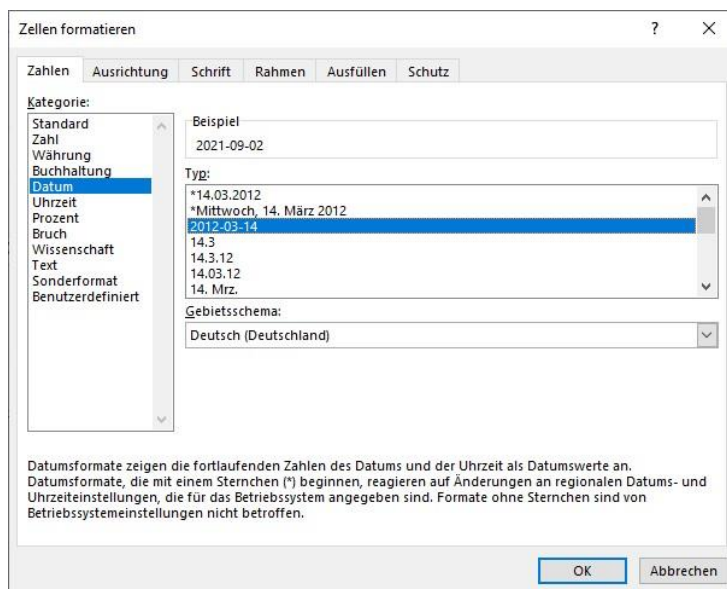 Zellen formatieren
?
Zahlen Ausrichtung Schrift Rahmen Ausfüllen Schutz
Kategorie:
Standard
Zahl
Währung
Buchhaltung
Datum
Uhrzeit
Prozent
Bruch
Wissenschaft
Text
Sonderformat
Benutzerdefiniert
Beispiel
2021-09-02
Typ:
*14.03.2012
*Mittwoch, 14. März 2012
2012-03-14
14.3
14.3.12
14.03.12
14. Mrz.
Gebietsschema:
Deutsch (Deutschland)
Datumsformate zeigen die fortlaufenden Zahlen des Datums und der Uhrzeit als Datumswerte an.
Datumsformate, die mit einem Sternchen (*) beginnen, reagieren auf Änderungen an regionalen Datums- und
Uhrzeiteinstellungen, die für das Betriebssystem angegeben sind. Formate ohne Sternchen sind von
Betriebssystemeinstellungen nicht betroffen.
OK Abbrechen